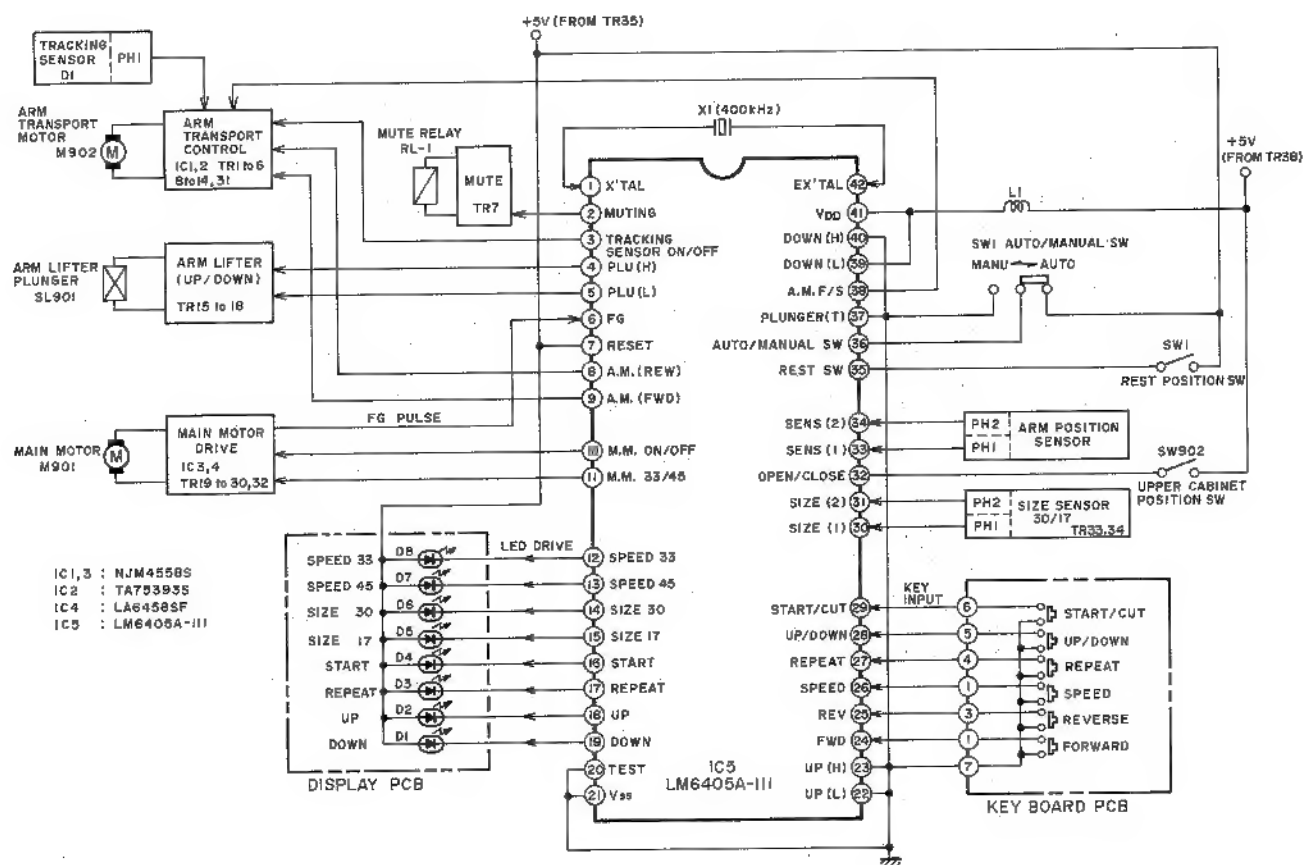 +5V (FROM TR35)
TRACKING SENSOR D1
PH1
ARM TRANSPORT MOTOR M902
M
ARM TRANSPORT CONTROL
IC1,2 TR1 to 6
8 to 14,31
MUTE RELAY RL-1
MUTE
TR7
X1 (400kHz)
+5V
(FROM TR38)
L1
SW1 AUTO/MANUAL SW
MANU
AUTO
ARM LIFTER PLUNGER SL901
ARM LIFTER
(UP/DOWN)
TR15 to 18
1 X'TAL
2 MUTING
3 TRACKING SENSOR ON/OFF
4 PLU(H)
5 PLU(L)
6 FG
7 RESET
8 A.M.(REW)
9 A.M.(FWD)
M.M. ON/OFF
11 M.M. 33/45
12 SPEED 33
13 SPEED 45
14 SIZE 30
15 SIZE 17
16 START
17 REPEAT
18 UP
19 DOWN
20 TEST
21 Vss
EX'TAL 42
VDD 41
DOWN (H) 40
DOWN (L) 39
A.M. F/S 38
PLUNGER(T) 37
AUTO/MANUAL SW 36
REST SW 35
SENS (2) 34
SENS (1) 33
OPEN/CLOSE 32
SIZE (2) 31
SIZE (1) 30
START/CUT 29
UP/DOWN 28
REPEAT 27
SPEED 26
REV 25
FWD 24
UP (H) 23
UP (L) 22
IC5
LM6405A-III
SW1
REST POSITION SW
PH2
PH1
ARM POSITION SENSOR
SW902
UPPER CABINET POSITION SW
PH2
PH1
SIZE SENSOR
30/17
TR33.34
FG PULSE
MAIN MOTOR M901
M
MAIN MOTOR DRIVE
IC3,4
TR19 to 30,32
LED DRIVE
SPEED 33 D8
SPEED 45 D7
SIZE 30 D6
SIZE 17 D5
START D4
REPEAT D3
UP D2
DOWN D1
DISPLAY PCB
IC1,3 : NJM4558S
IC2 : TA75393S
IC4 : LA6458SF
IC5 : LM6405A-III
KEY INPUT
6 START/CUT
5 UP/DOWN
4 REPEAT
1 SPEED
3 REVERSE
1 FORWARD
7
KEY BOARD PCB